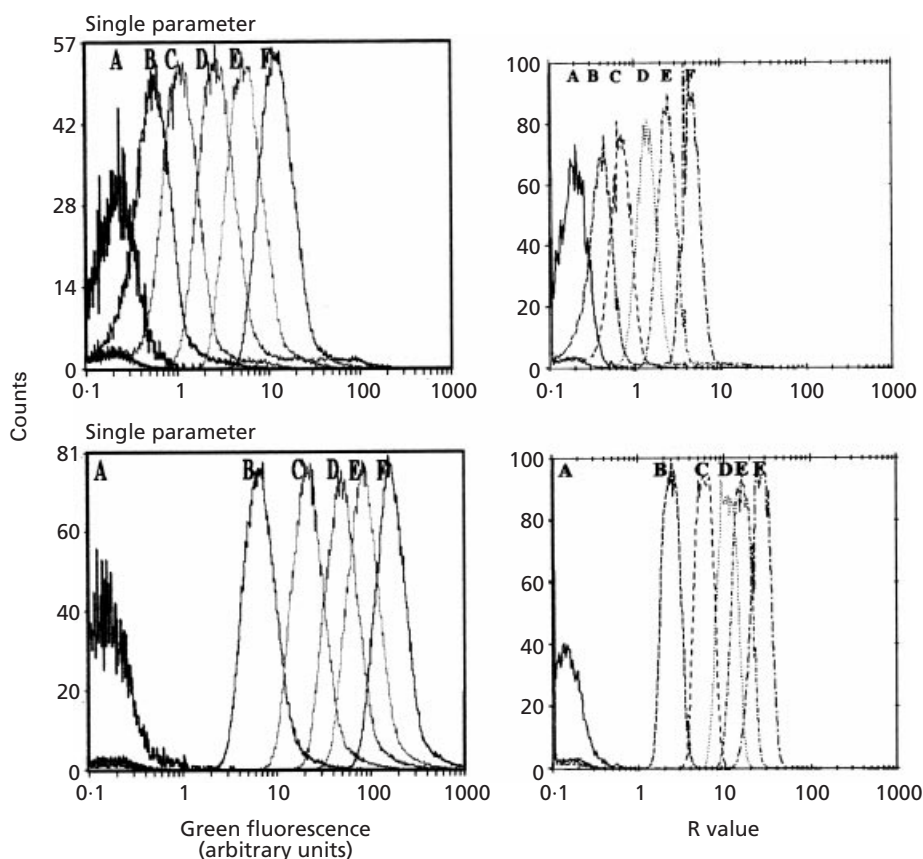 Single parameter
57
42
28
14
0
A B C D E F
0·1 1 10 100 1000
100
80
60
40
20
0
A B C D E F
0·1 1 10 100 1000
Counts
Single parameter
81
60
40
20
0
A B C D E F
0·1 1 10 100 1000
Green fluorescence
(arbitrary units)
100
80
60
40
20
0
A B C D E F
0·1 1 10 100 1000
R value